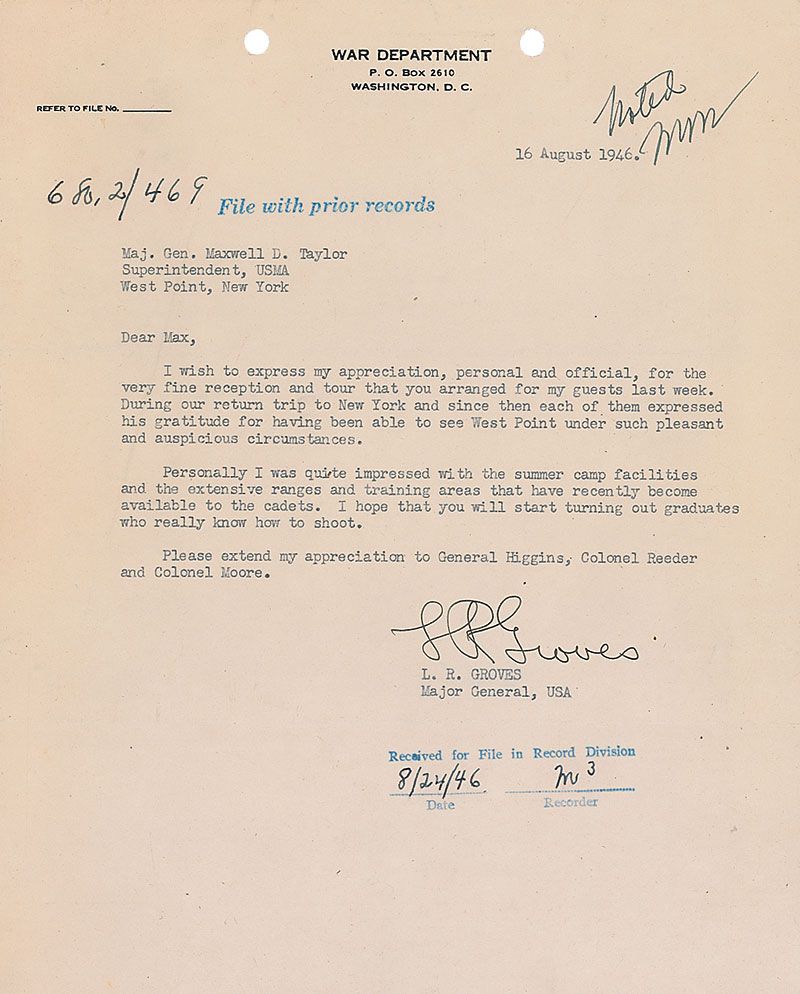 WAR DEPARTMENT
P. O. Box 2610
WASHINGTON, D. C.
REFER TO FILE No.
Noted
16 August 1946.
680.2/469
File with prior records
Maj. Gen. Maxwell D. Taylor
Superintendent, USMA
West Point, New York
Dear Max,
I wish to express my appreciation, personal and official, for the
very fine reception and tour that you arranged for my guests last week.
During our return trip to New York and since then each of them expressed
his gratitude for having been able to see West Point under such pleasant
and auspicious circumstances.
Personally I was quite impressed with the summer camp facilities
and the extensive ranges and training areas that have recently become
available to the cadets. I hope that you will start turning out graduates
who really know how to shoot.
Please extend my appreciation to General Higgins, Colonel Reeder
and Colonel Moore.
L R Groves
L. R. GROVES
Major General, USA
Received for File in Record Division
8/24/46
Date Recorder